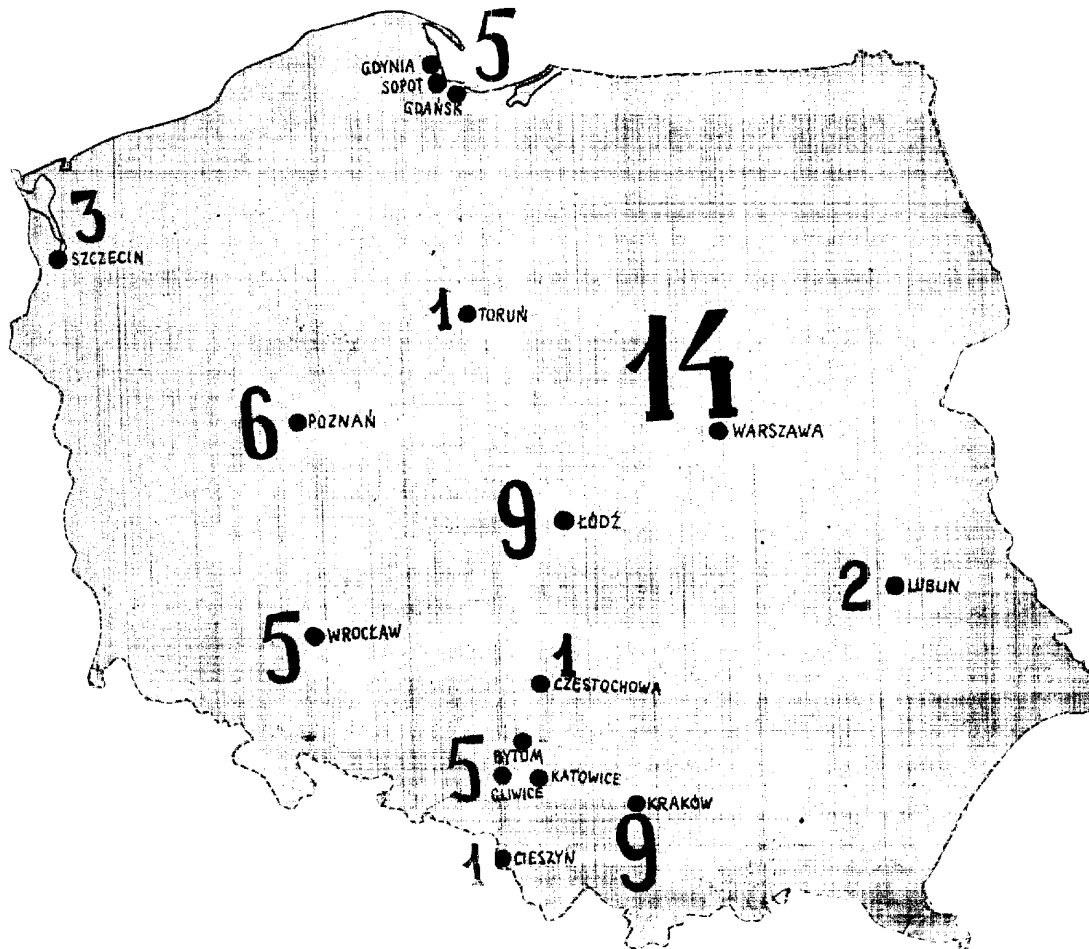 5
GDYNIA
SOPOT
GDAŃSK
3
SZCZECIN
1 TORUŃ
14
6 POZNAŃ
WARSZAWA
9 ŁÓDŹ
2 LUBLIN
5 WROCŁAW
1
CZĘSTOCHOWA
5
BYTOM
GLIWICE
KATOWICE
KRAKÓW
9
1 CIESZYN